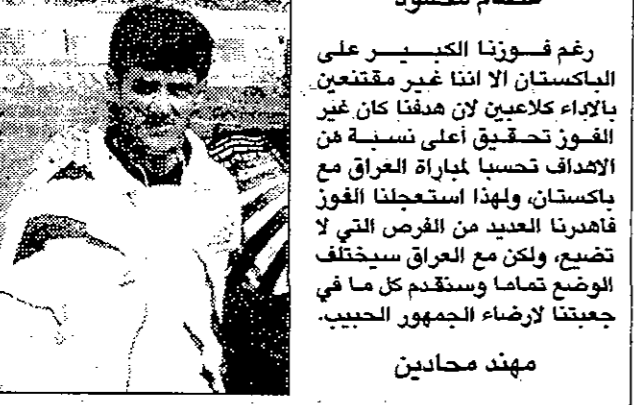 محمود
رغم فوزنا الكبير على
الباكستان الا اننا غير مقتنعين
بالاداء كلاعبين لان هدفنا كان غير
الفوز تحقيق أعلى نسبة من
الاهداف تحسبا لمباراة العراق مع
باكستان، ولهذا استعجلنا الفوز
فاهدرنا العديد من الفرص التي لا
تضيع، ولكن مع العراق سيختلف
الوضع تماما وسنقدم كل ما في
جعبتنا لارضاء الجمهور الحبيب.
مهند محادين